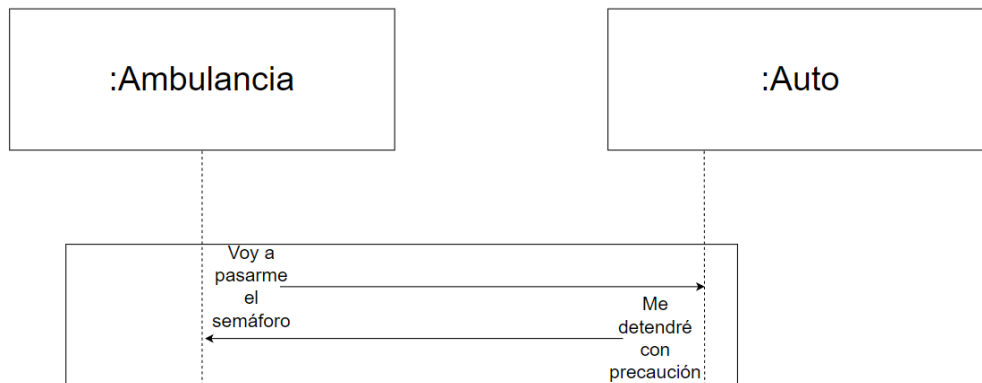 :Ambulancia
:Auto
Voy a
pasarme
el
semáforo
Me
detendré
con
precaución